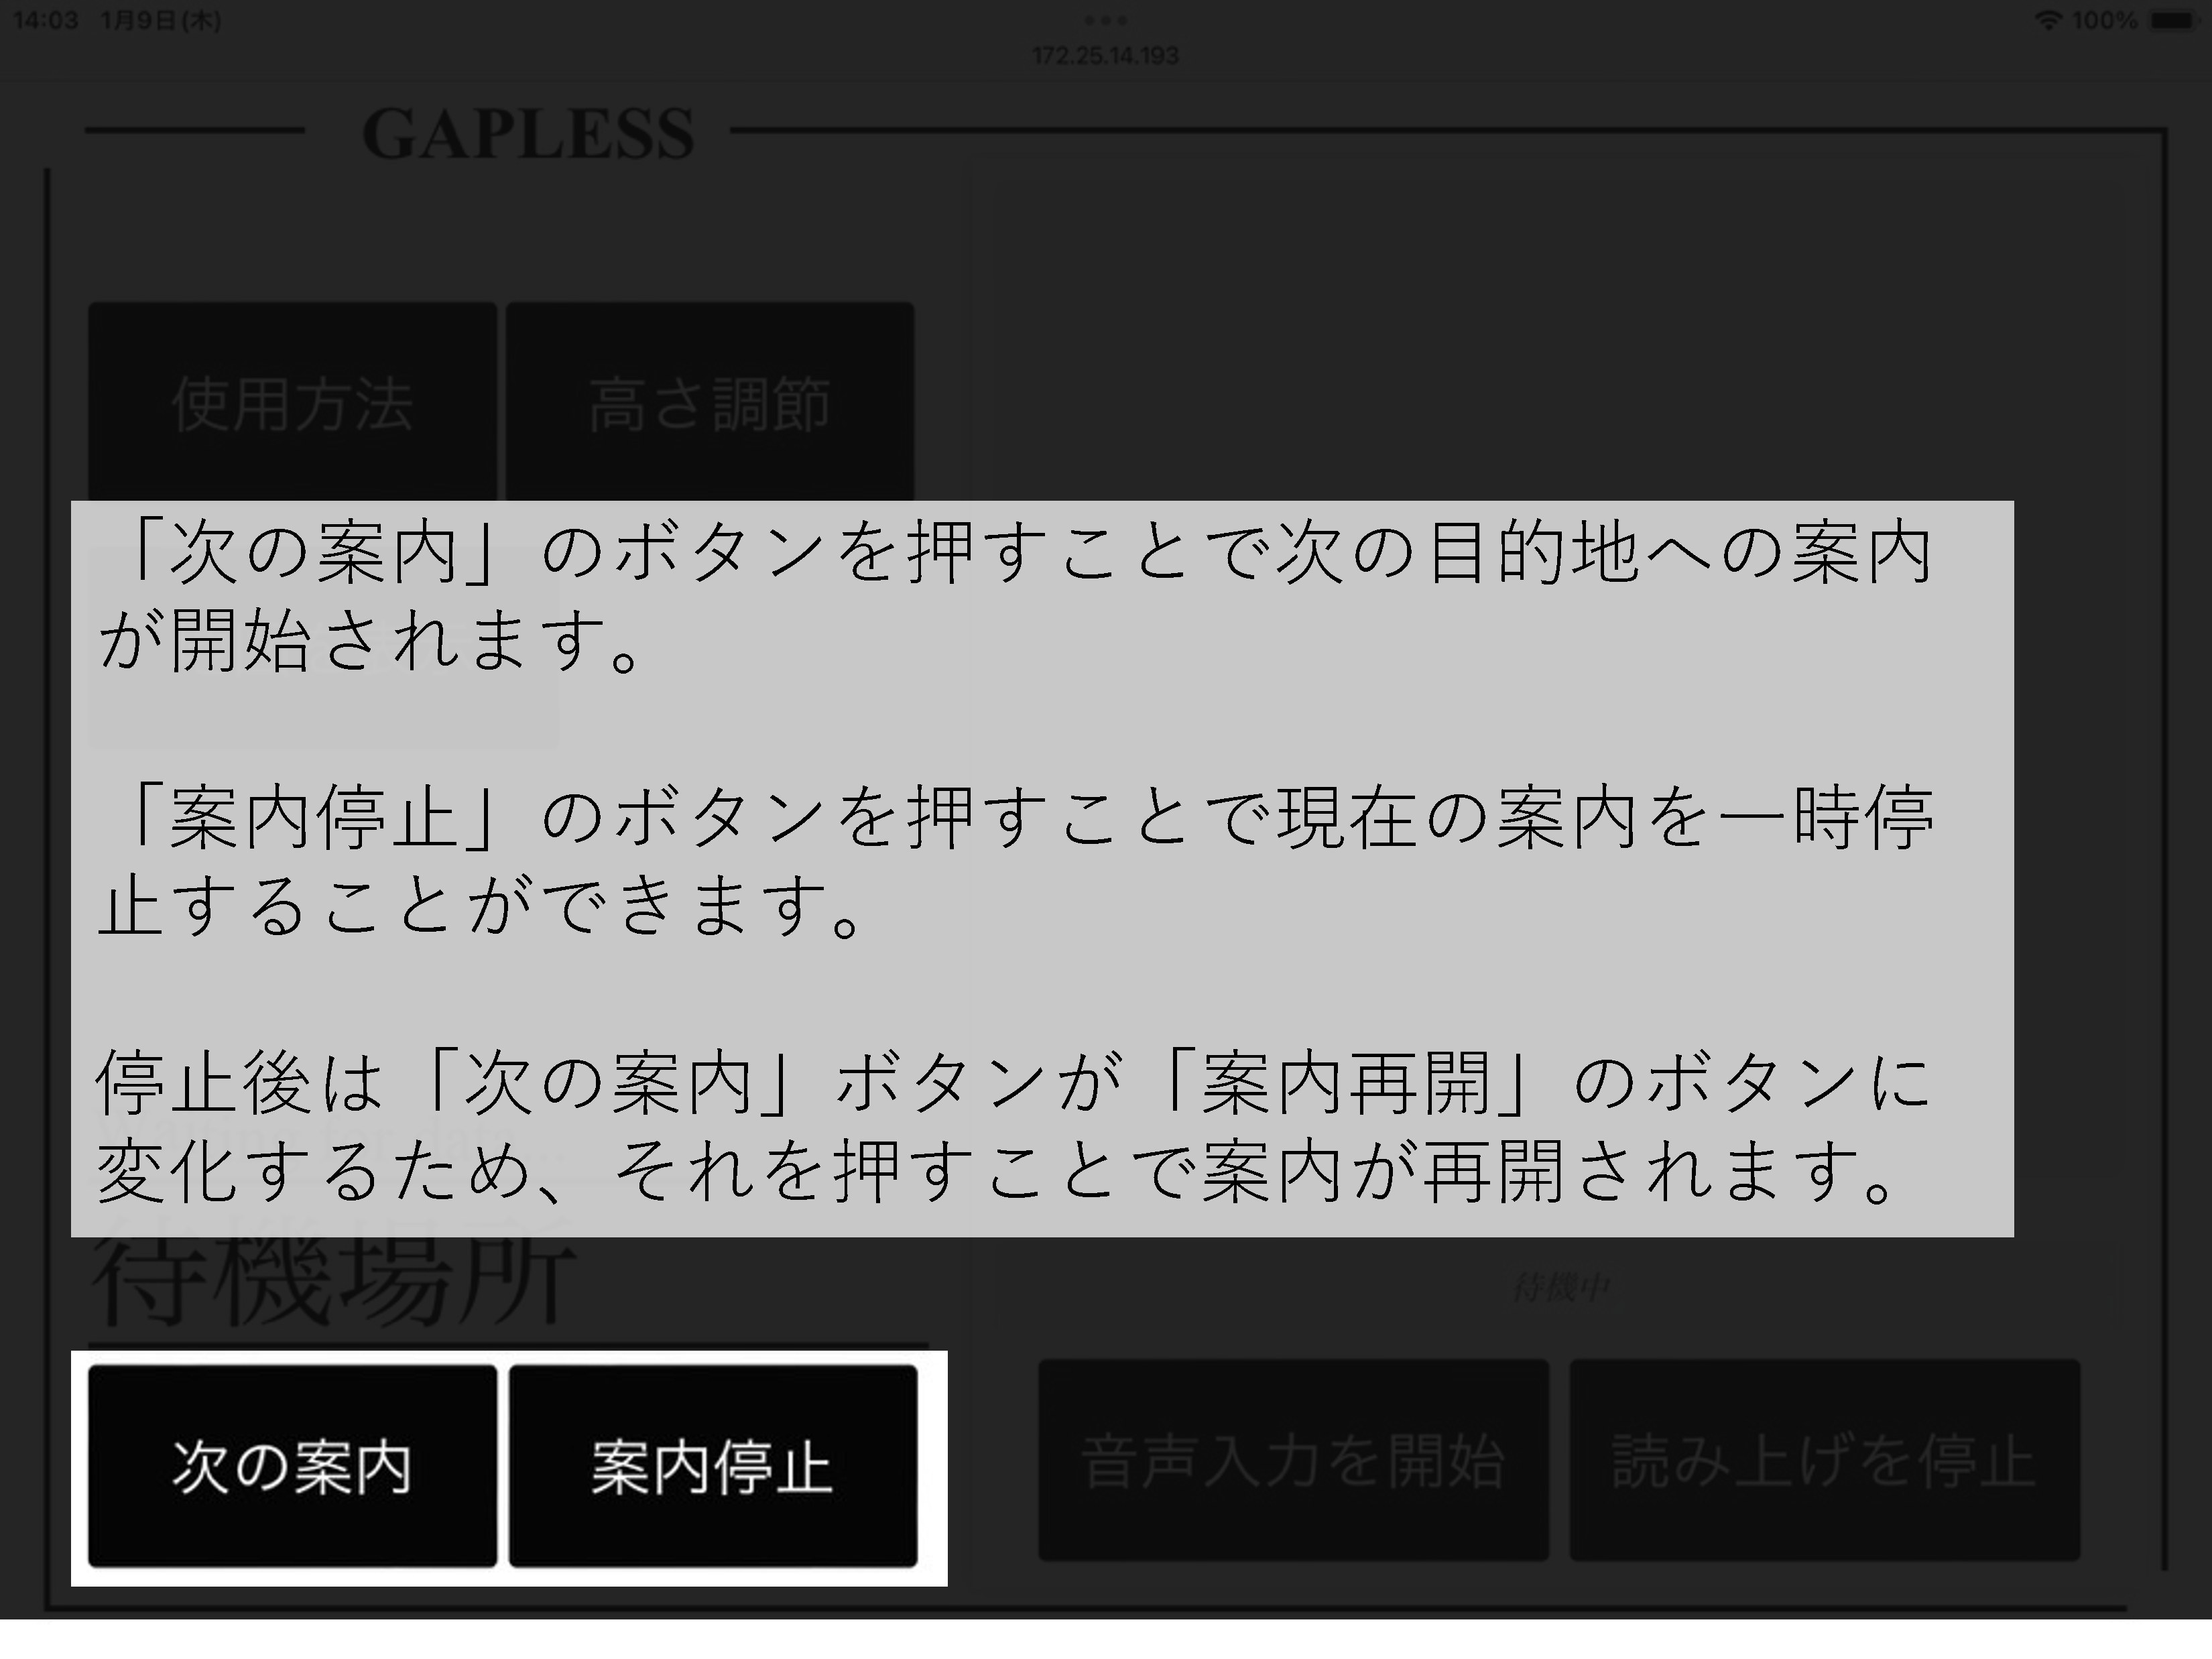 14:03 1月9日(木)
100%
172.25.14.193
GAPLESS
使用方法
高さ調節
「次の案内」のボタンを押すことで次の目的地への案内
が開始されます。
「案内停止」のボタンを押すことで現在の案内を一時停
止することができます。
停止後は「次の案内」ボタンが「案内再開」のボタンに
変化するため、それを押すことで案内が再開されます。
Waiting for data...
待機場所
待機中
次の案内
案内停止
音声入力を開始
読み上げを停止